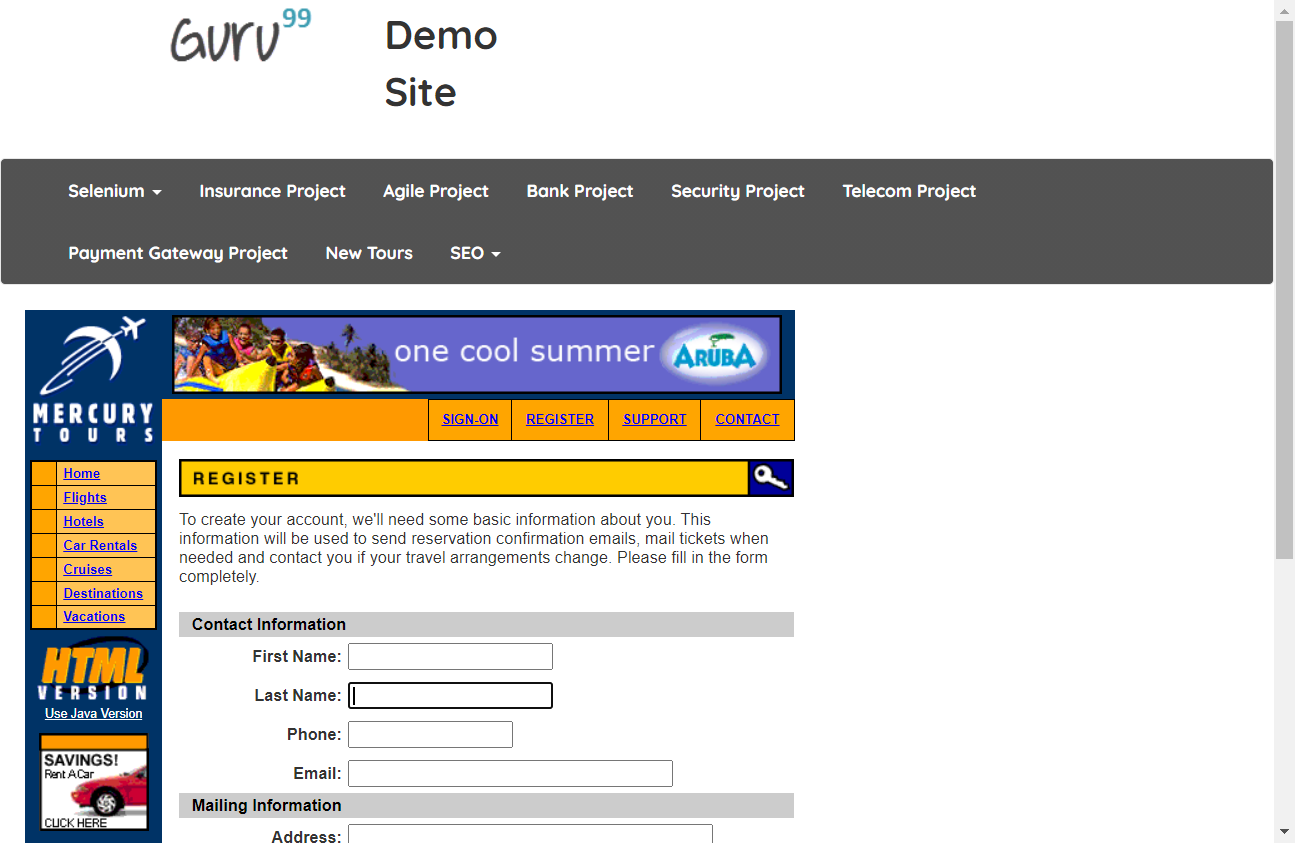 Guru99
Demo
Site
Selenium Insurance Project Agile Project Bank Project Security Project Telecom Project
Payment Gateway Project New Tours SEO
one cool summer ARUBA
MERCURY
TOURS
SIGN-ON REGISTER SUPPORT CONTACT
Home
Flights
Hotels
Car Rentals
Cruises
Destinations
Vacations
HTML
VERSION
Use Java Version
SAVINGS!
Rent A Car
CLICK HERE
REGISTER
To create your account, we'll need some basic information about you. This
information will be used to send reservation confirmation emails, mail tickets when
needed and contact you if your travel arrangements change. Please fill in the form
completely.
Contact Information
First Name:
Last Name:
Phone:
Email:
Mailing Information
Address: